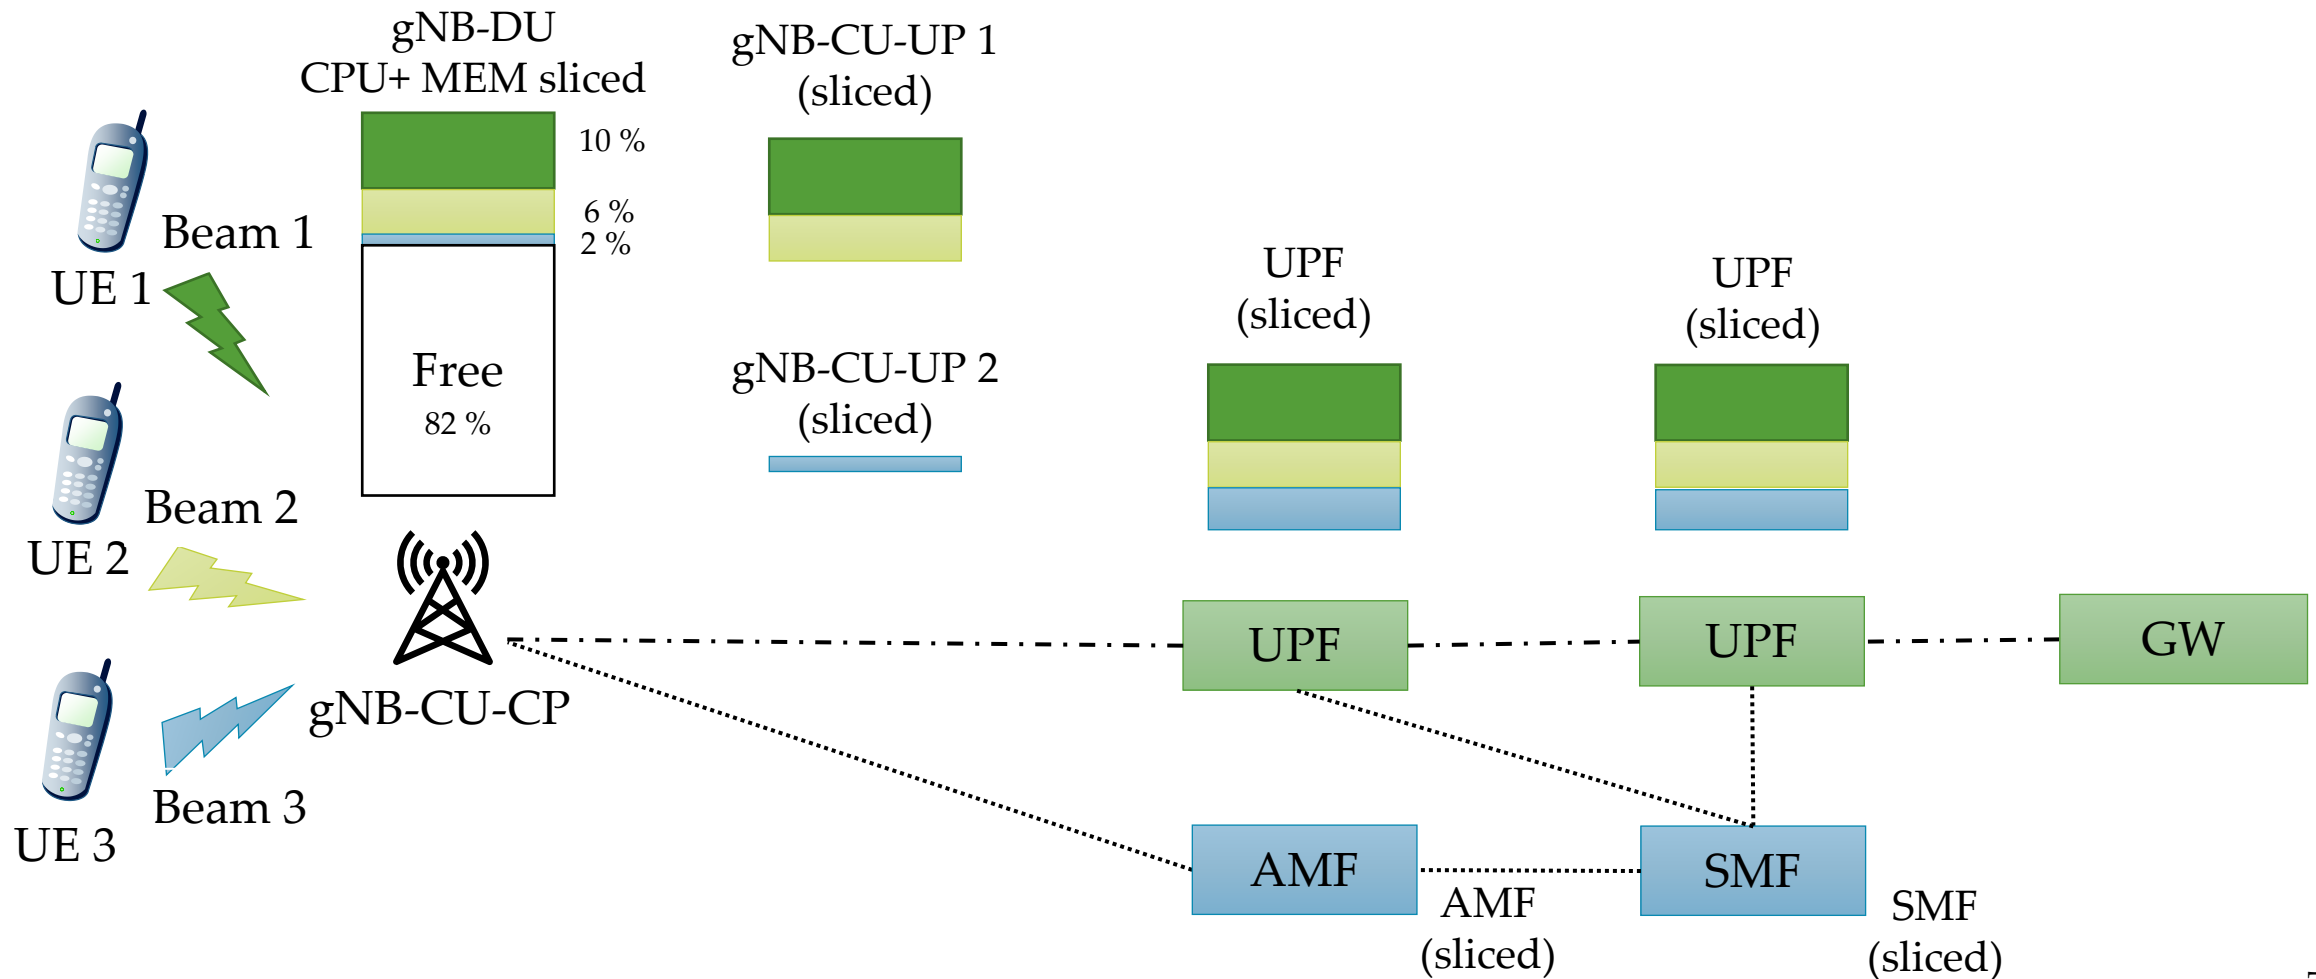 gNB-DU
CPU+ MEM sliced
10 %
6 %
2 %
Free
82 %
gNB-CU-UP 1
(sliced)
gNB-CU-UP 2
(sliced)
UPF
(sliced)
UPF
(sliced)
Beam 1
UE 1
Beam 2
UE 2
Beam 3
UE 3
gNB-CU-CP
UPF
UPF
GW
AMF
SMF
AMF
(sliced)
SMF
(sliced)